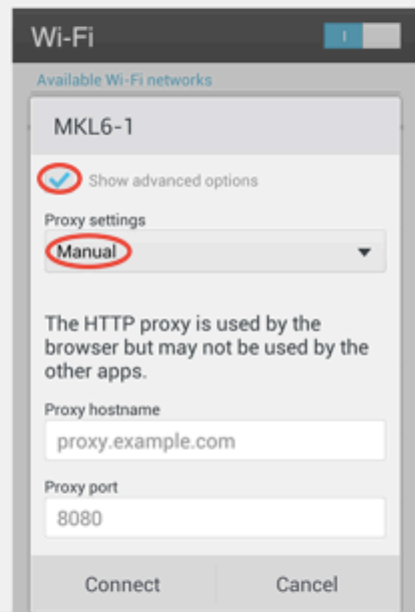 Wi-Fi
Available Wi-Fi networks
MKL6-1
Show advanced options
Proxy settings
Manual
The HTTP proxy is used by the
browser but may not be used by the
other apps.
Proxy hostname
proxy.example.com
Proxy port
8080
Connect Cancel